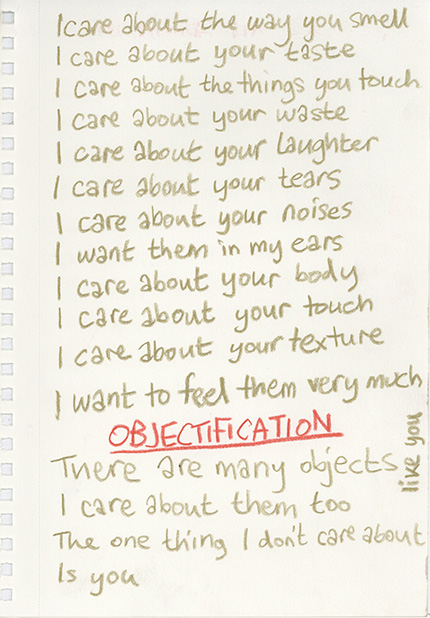 I care about the way you smell
I care about your taste
I care about the things you touch
I care about your waste
I care about your laughter
I care about your tears
I care about your noises
I want them in my ears
I care about your body
I care about your touch
I care about your texture
I want to feel them very much
OBJECTIFICATION
There are many objects
like you
I care about them too
The one thing I don't care about
Is you